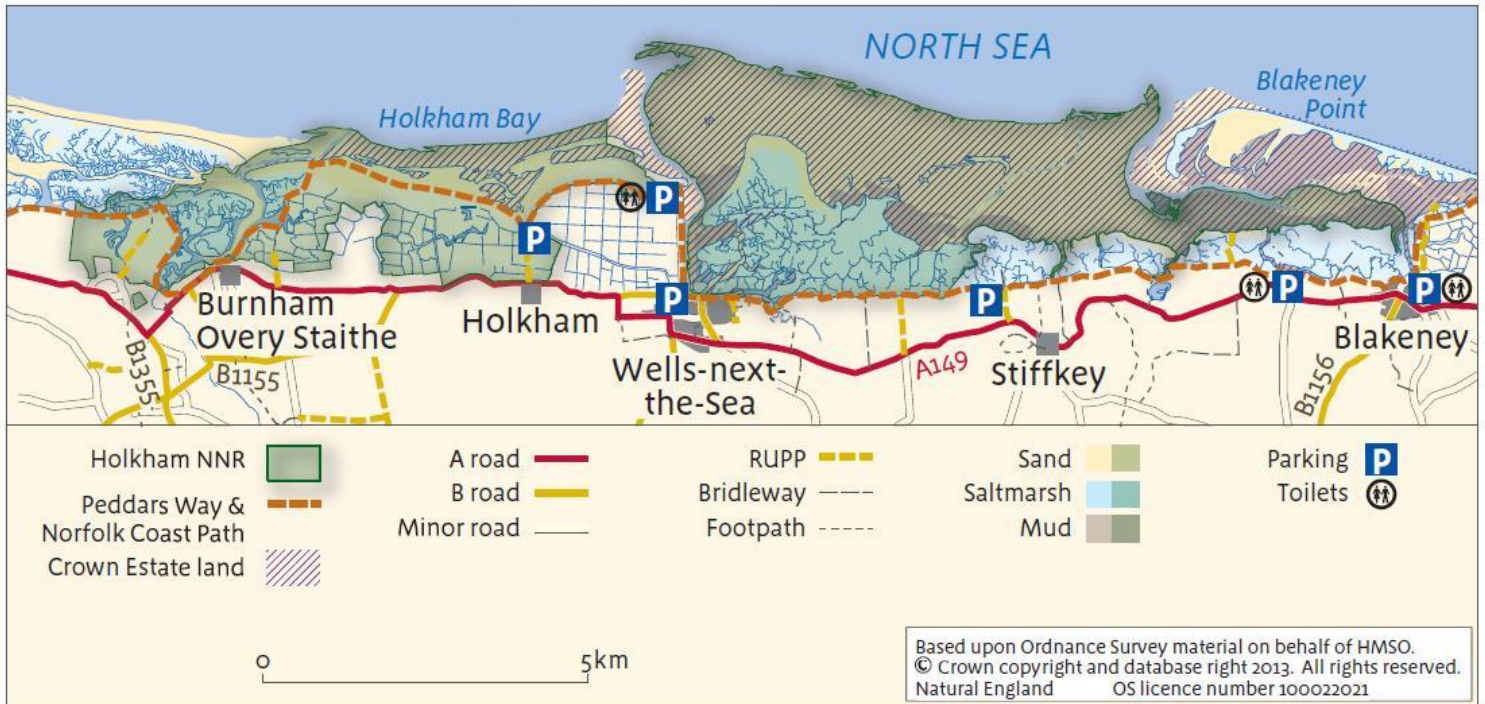 NORTH SEA
Blakeney
Point
Holkham Bay
P
P
P
P
P
P
Burnham
Overy Staithe
Holkham
Wells-next-
the-Sea
Stiffkey
Blakeney
B1355
B1155
A149
B1156
Holkham NNR
Peddars Way &
Norfolk Coast Path
Crown Estate land
A road
B road
Minor road
RUPP
Bridleway
Footpath
Sand
Saltmarsh
Mud
Parking P
Toilets
0 5km
Based upon Ordnance Survey material on behalf of HMSO.
© Crown copyright and database right 2013. All rights reserved.
Natural England OS licence number 100022021